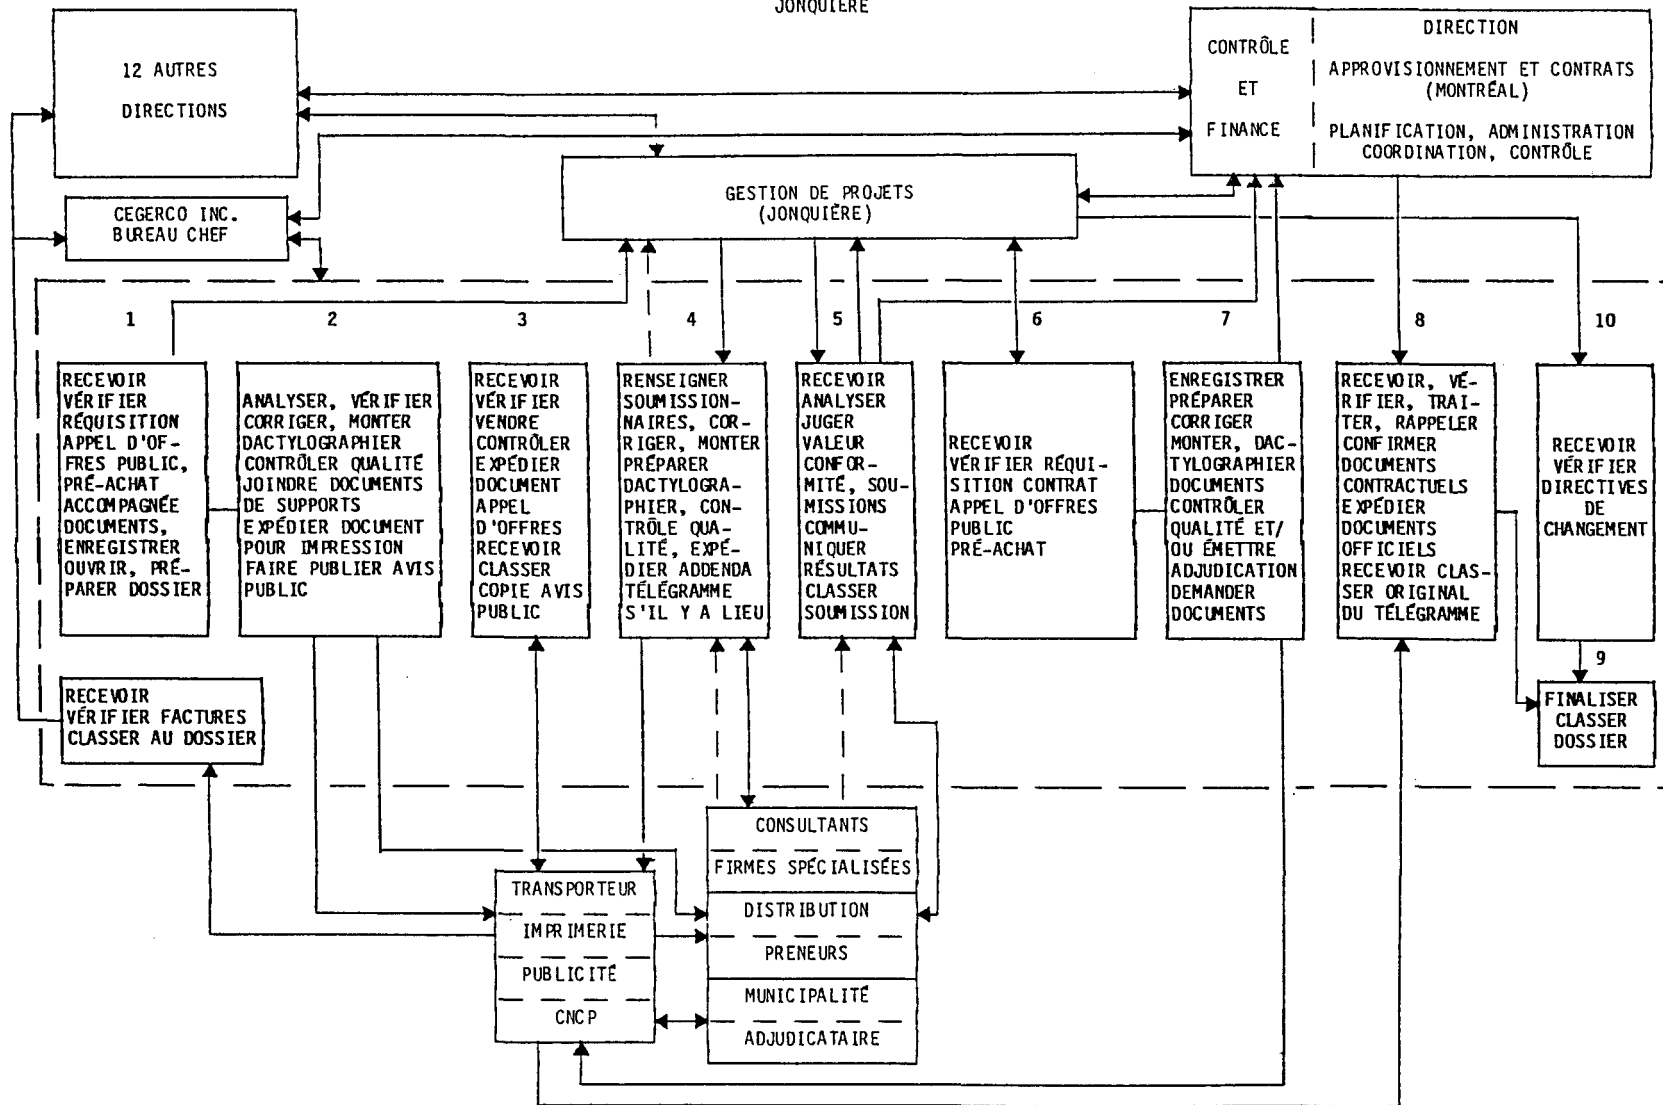 JONQUIÈRE
12 AUTRES
DIRECTIONS
CONTRÔLE
ET
FINANCE
DIRECTION
APPROVISIONNEMENT ET CONTRATS
(MONTRÉAL)
PLANIFICATION, ADMINISTRATION
COORDINATION, CONTRÔLE
GESTION DE PROJETS
(JONQUIÈRE)
CEGERCO INC.
BUREAU CHEF
1
2
3
4
5
6
7
8
10
RECEVOIR
VÉRIFIER
RÉQUISITION
APPEL D'OF-
FRES PUBLIC,
PRÉ-ACHAT
ACCOMPAGNÉE
DOCUMENTS,
ENREGISTRER
OUVRIR, PRÉ-
PARER DOSSIER
ANALYSER, VÉRIFIER
CORRIGER, MONTER
DACTYLOGRAPHIER
CONTRÔLER QUALITÉ
JOINDRE DOCUMENTS
DE SUPPORTS
EXPÉDIER DOCUMENT
POUR IMPRESSION
FAIRE PUBLIER AVIS
PUBLIC
RECEVOIR
VÉRIFIER
VENDRE
CONTRÔLER
EXPÉDIER
DOCUMENT
APPEL
D'OFFRES
RECEVOIR
CLASSER
COPIE AVIS
PUBLIC
RENSEIGNER
SOUMISSION-
NAIRES, COR-
RIGER, MONTER
PRÉPARER
DACTYLOGRA-
PHIER, CON-
TRÔLE QUA-
LITÉ, EXPÉ-
DIER ADDENDA
TÉLÉGRAMME
S'IL Y A LIEU
RECEVOIR
ANALYSER
JUGER
VALEUR
CONFOR-
MITÉ, SOU-
MISSIONS
COMMU-
NIQUER
RÉSULTATS
CLASSER
SOUMISSION
RECEVOIR
VÉRIFIER RÉQUI-
SITION CONTRAT
APPEL D'OFFRES
PUBLIC
PRÉ-ACHAT
ENREGISTRER
PRÉPARER
CORRIGER
MONTER, DAC-
TYLOGRAPHIER
DOCUMENTS
CONTRÔLER
QUALITÉ ET/
OU ÉMETTRE
ADJUDICATION
DEMANDER
DOCUMENTS
RECEVOIR, VÉ-
RIFIER, TRAI-
TER, RAPPELER
CONFIRMER
DOCUMENTS
CONTRACTUELS
EXPÉDIER
DOCUMENTS
OFFICIELS
RECEVOIR CLAS-
SER ORIGINAL
DU TÉLÉGRAMME
RECEVOIR
VÉRIFIER
DIRECTIVES
DE
CHANGEMENT
9
RECEVOIR
VÉRIFIER FACTURES
CLASSER AU DOSSIER
FINALISER
CLASSER
DOSSIER
TRANSPORTEUR
IMPRIMERIE
PUBLICITÉ
CNCP
CONSULTANTS
FIRMES SPÉCIALISÉES
DISTRIBUTION
PRENEURS
MUNICIPALITÉ
ADJUDICATAIRE